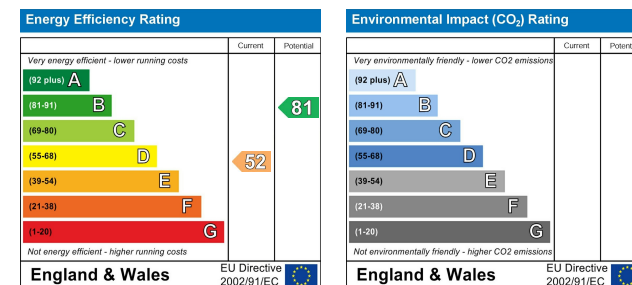 Energy Efficiency Rating
Current Potential
Very energy efficient - lower running costs
(92 plus) A
(81-91) B
(69-80) C
(55-68) D
(39-54) E
(21-38) F
(1-20) G
81
52
Not energy efficient - higher running costs
England & Wales
EU Directive
2002/91/EC
Environmental Impact (CO₂) Rating
Current Potent
Very environmentally friendly - lower CO2 emissions
(92 plus) A
(81-91) B
(69-80) C
(55-68) D
(39-54) E
(21-38) F
(1-20) G
Not environmentally friendly - higher CO2 emissions
England & Wales
EU Directive
2002/91/EC